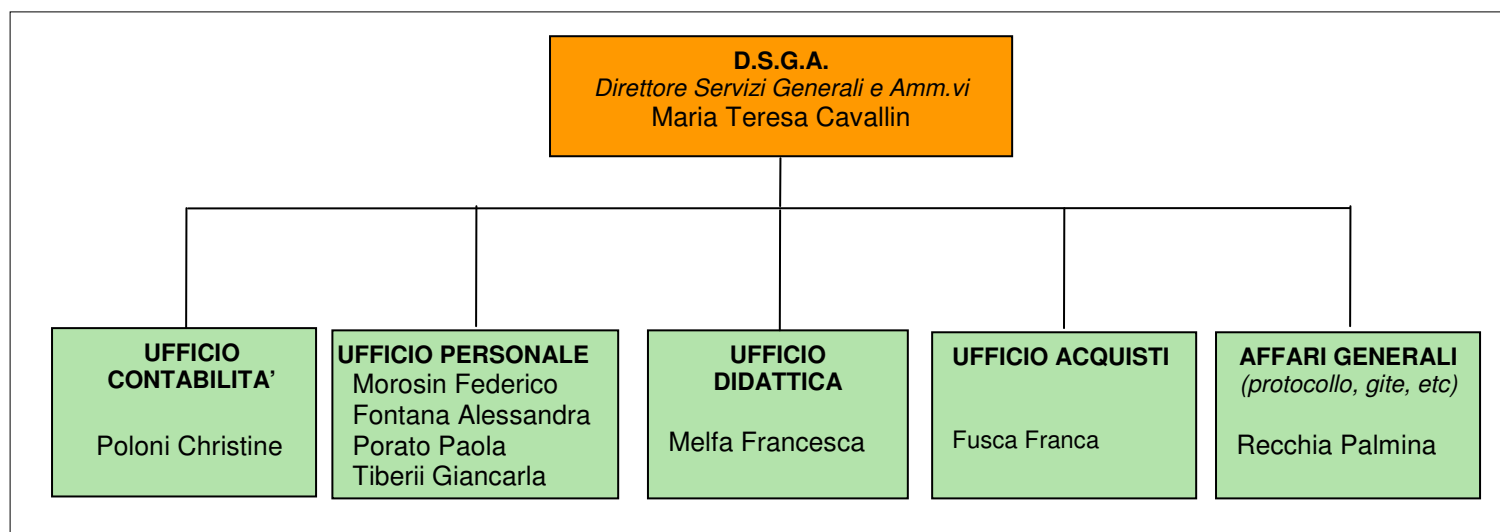 D.S.G.A.
Direttore Servizi Generali e Amm.vi
Maria Teresa Cavallin
UFFICIO
CONTABILITA’
Poloni Christine
UFFICIO PERSONALE
Morosin Federico
Fontana Alessandra
Porato Paola
Tiberii Giancarla
UFFICIO
DIDATTICA
Melfa Francesca
UFFICIO ACQUISTI
Fusca Franca
AFFARI GENERALI
(protocollo, gite, etc)
Recchia Palmina